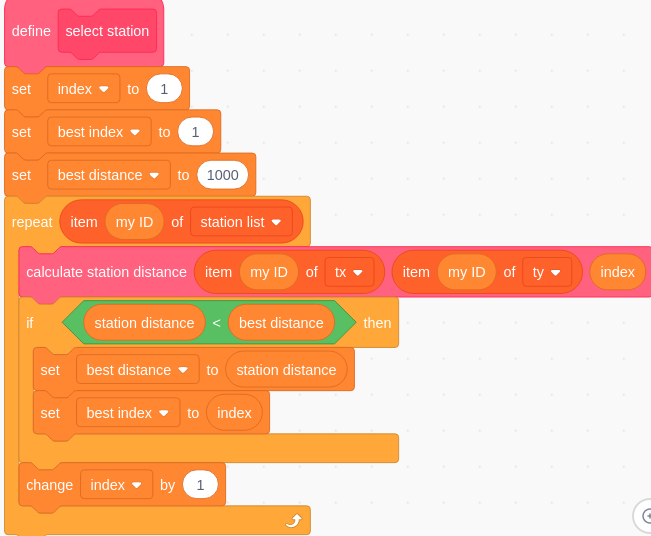 define select station
set index to 1
set best index to 1
set best distance to 1000
repeat item my ID of station list
calculate station distance item my ID of tx item my ID of ty index
if station distance < best distance then
set best distance to station distance
set best index to index
change index by 1